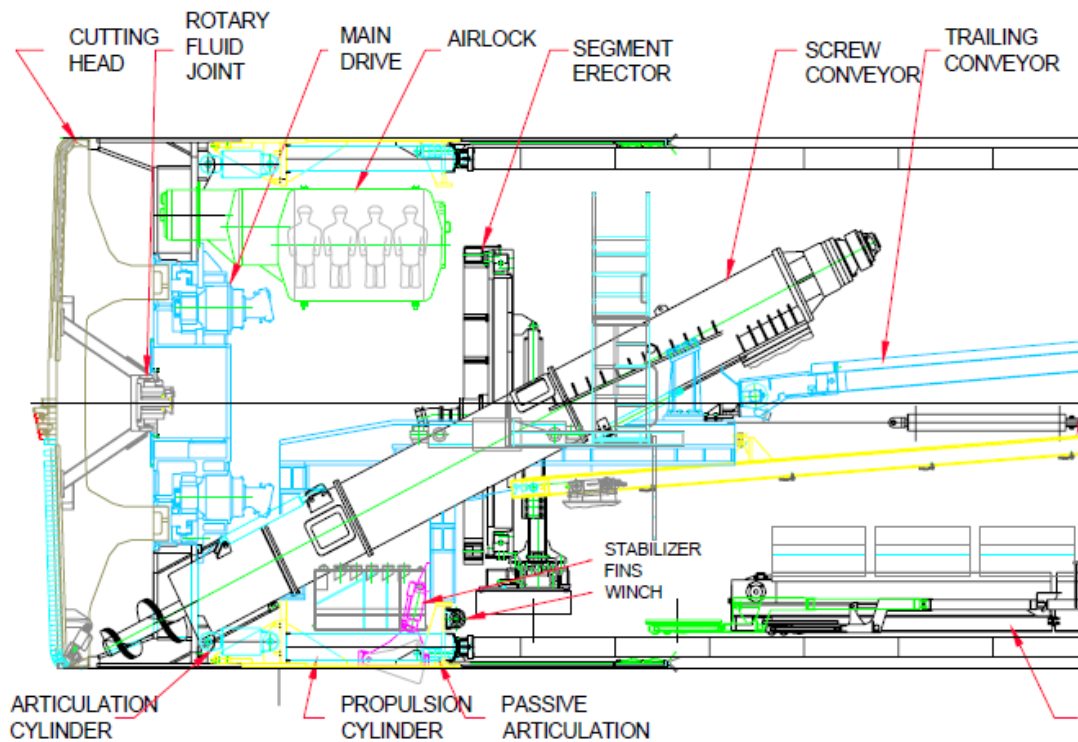 CUTTING
HEAD
ROTARY
FLUID
JOINT
MAIN
DRIVE
AIRLOCK
SEGMENT
ERECTOR
SCREW
CONVEYOR
TRAILING
CONVEYOR
STABILIZER
FINS
WINCH
ARTICULATION
CYLINDER
PROPULSION
CYLINDER
PASSIVE
ARTICULATION